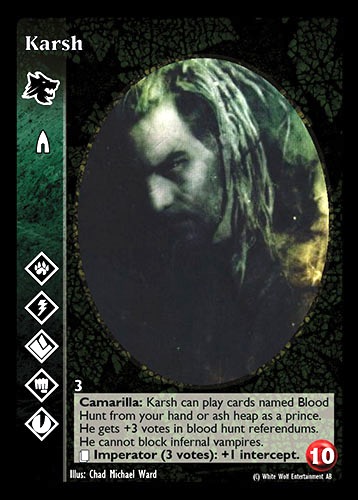 Karsh
3
Camarilla: Karsh can play cards named Blood
Hunt from your hand or ash heap as a prince.
He gets +3 votes in blood hunt referendums.
He cannot block infernal vampires.
Imperator (3 votes): +1 intercept.
10
Illus: Chad Michael Ward
(C) White Wolf Entertainment AB